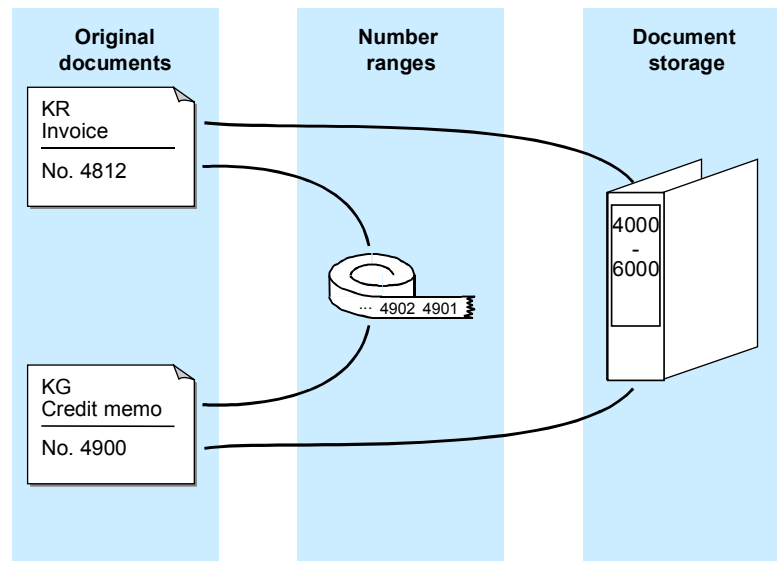 Original
documents
Number
ranges
Document
storage
KR
Invoice
No. 4812
4000
-
6000
... 4902 4901
KG
Credit memo
No. 4900